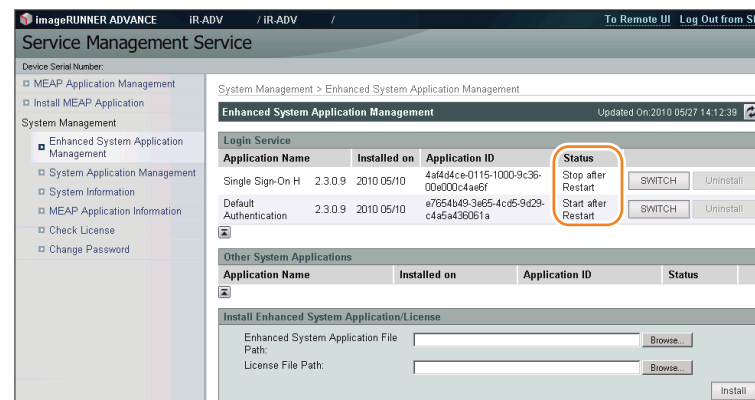 imageRUNNER ADVANCE iR-ADV / iR-ADV /
To Remote UI Log Out from S
Service Management Service
Device Serial Number:
MEAP Application Management
Install MEAP Application
System Management
Enhanced System Application
Management
System Application Management
System Information
MEAP Application Information
Check License
Change Password
System Management > Enhanced System Application Management
Enhanced System Application Management Updated On:2010 05/27 14:12:39
Login Service
Application Name Installed on Application ID Status
Single Sign-On H 2.3.0.9 2010 05/10 4af4d4ce-0115-1000-9c36-
00e000c4ae6f Stop after
Restart SWITCH Uninstall
Default
Authentication 2.3.0.9 2010 05/10 e7654b49-3e65-4cd5-9d29-
c4a5a436061a Start after
Restart SWITCH Uninstall
Other System Applications
Application Name Installed on Application ID Status
Install Enhanced System Application/License
Enhanced System Application File
Path: Browse...
License File Path: Browse...
Install